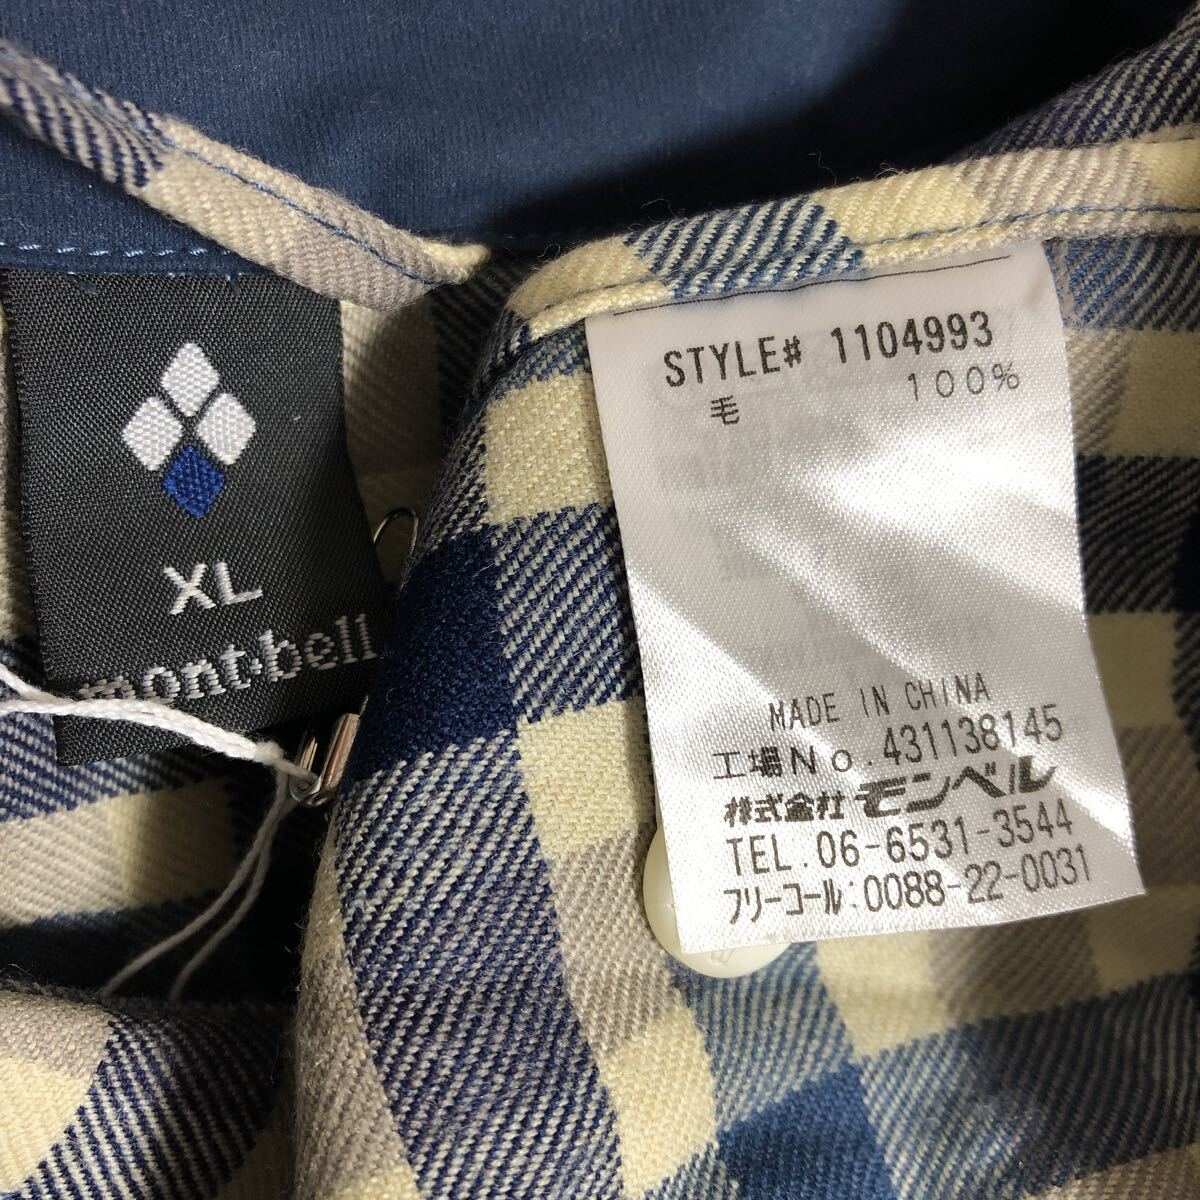 XL
mont-bell
STYLE# 1104993
毛 100%
MADE IN CHINA
工場No.431138145
株式会社モンベル
TEL.06-6531-3544
フリーコール:0088-22-0031